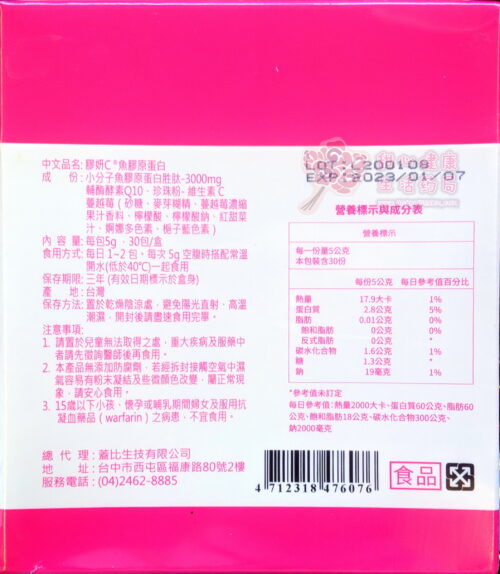 LOT: L200108
EXP: 2023/01/07
中文品名: 膠妍C®魚膠原蛋白
成　　份: 小分子魚膠原蛋白胜肽-3000mg
輔酶酵素Q10、珍珠粉- 維生素 C
蔓越莓 ( 砂糖、麥芽糊精、蔓越莓濃縮
果汁香料、檸檬酸、檸檬酸鈉、紅甜菜
汁、婀娜多色素、梔子藍色素 )
內 容 量: 每包5g , 30包/盒
食用方式: 每日 1~2 包。每次 5g 空腹時搭配常溫
開水(低於40℃)一起食用
保存期限: 三年 (有效日期標示於盒身)
產　　地: 台灣
保存方法: 置於乾燥陰涼處，避免陽光直射、高溫
潮濕，開封後請盡速食用完畢。
注意事項:
1. 請置於兒童無法取得之處，重大疾病及服藥中
者請先徵詢醫師後再食用。
2. 本產品無添加防腐劑，若經拆封接觸空氣中濕
氣容易有粉末凝結及些微顏色改變，屬正常現
象，請安心食用。
3. 15歲以下小孩、懷孕或哺乳期間婦女及服用抗
凝血藥品 ( warfarin ) 之病患，不宜食用。
總 代 理 : 蓋比生技有限公司
地　　址 : 台中市西屯區福康路80號2樓
服務電話 : (04)2462-8885
營養標示與成分表
營養標示
每一份量5公克
本包裝含30份
每份5公克 每日參考值百分比
熱量 17.9大卡 1%
蛋白質 2.8公克 5%
脂肪 0.01公克 0%
飽和脂肪 0公克 0%
反式脂肪 0公克 *
碳水化合物 1.6公克 1%
糖 1.3公克 *
鈉 19毫克 1%
*參考值未訂定
每日參考值: 熱量2000大卡、蛋白質60公克、脂肪60
公克、飽和脂肪18公克、碳水化合物300公克、
鈉2000毫克
4 712318 476076
食品